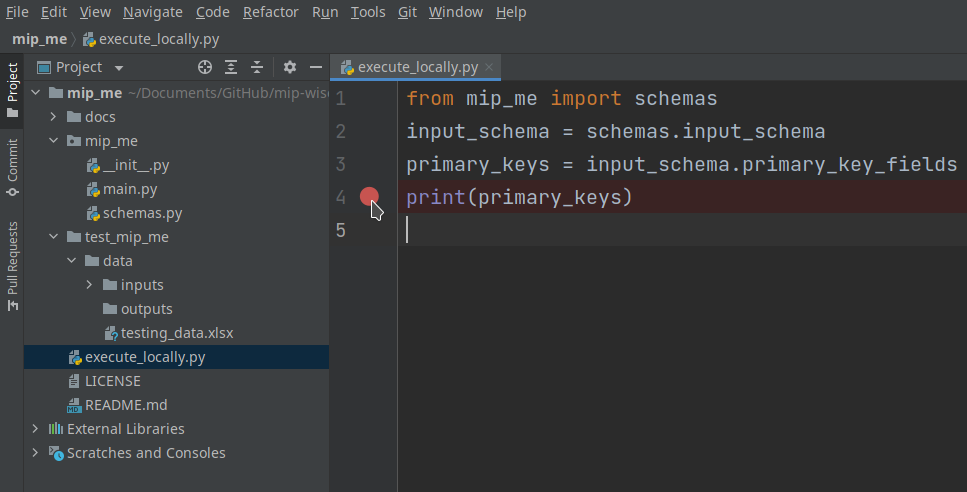 File Edit View Navigate Code Refactor Run Tools Git Window Help
mip_me execute_locally.py
Project
Commit
Pull Requests
Project
mip_me ~/Documents/GitHub/mip-wis
docs
mip_me
__init__.py
main.py
schemas.py
test_mip_me
data
inputs
outputs
testing_data.xlsx
execute_locally.py
LICENSE
README.md
External Libraries
Scratches and Consoles
execute_locally.py
1 from mip_me import schemas
2 input_schema = schemas.input_schema
3 primary_keys = input_schema.primary_key_fields
4 print(primary_keys)
5